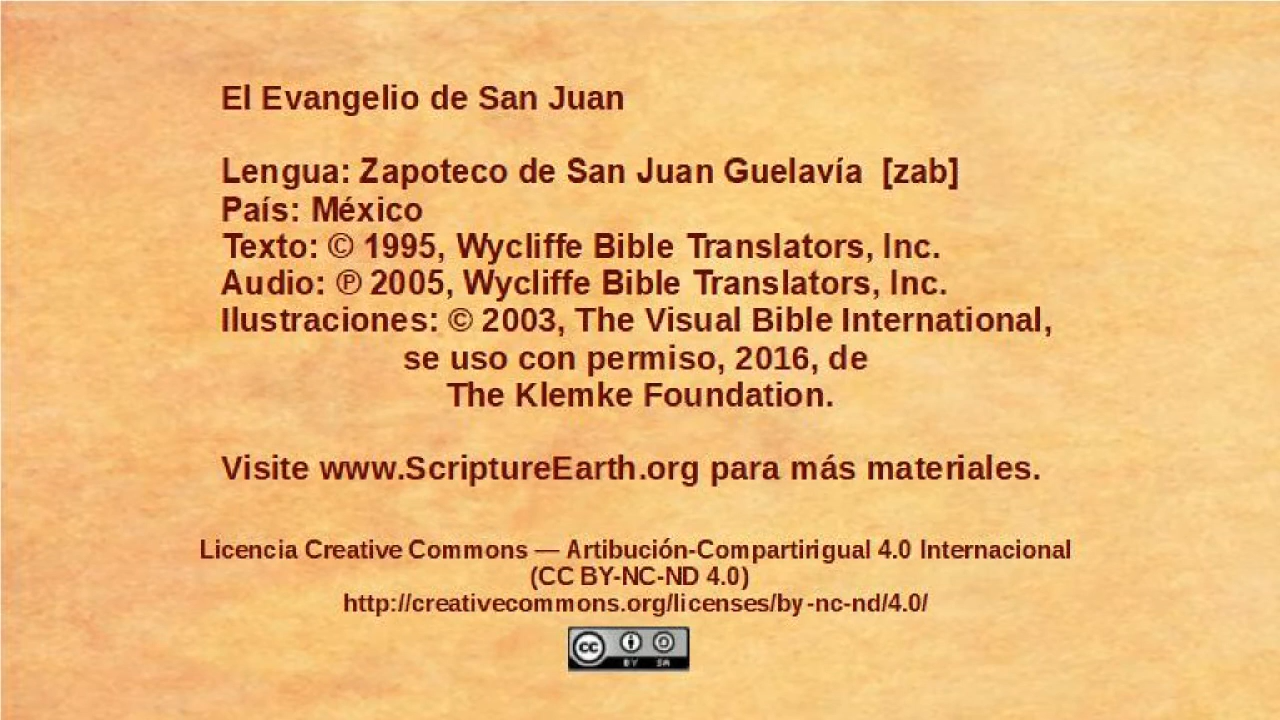 El Evangelio de San Juan
Lengua: Zapoteco de San Juan Guelavía [zab]
País: México
Texto: © 1995, Wycliffe Bible Translators, Inc.
Audio: ℗ 2005, Wycliffe Bible Translators, Inc.
Ilustraciones: © 2003, The Visual Bible International,
se uso con permiso, 2016, de
The Klemke Foundation.
Visite www.ScriptureEarth.org para más materiales.
Licencia Creative Commons — Artibución-Compartirigual 4.0 Internacional
(CC BY-NC-ND 4.0)
http://creativecommons.org/licenses/by-nc-nd/4.0/
cc BY SA